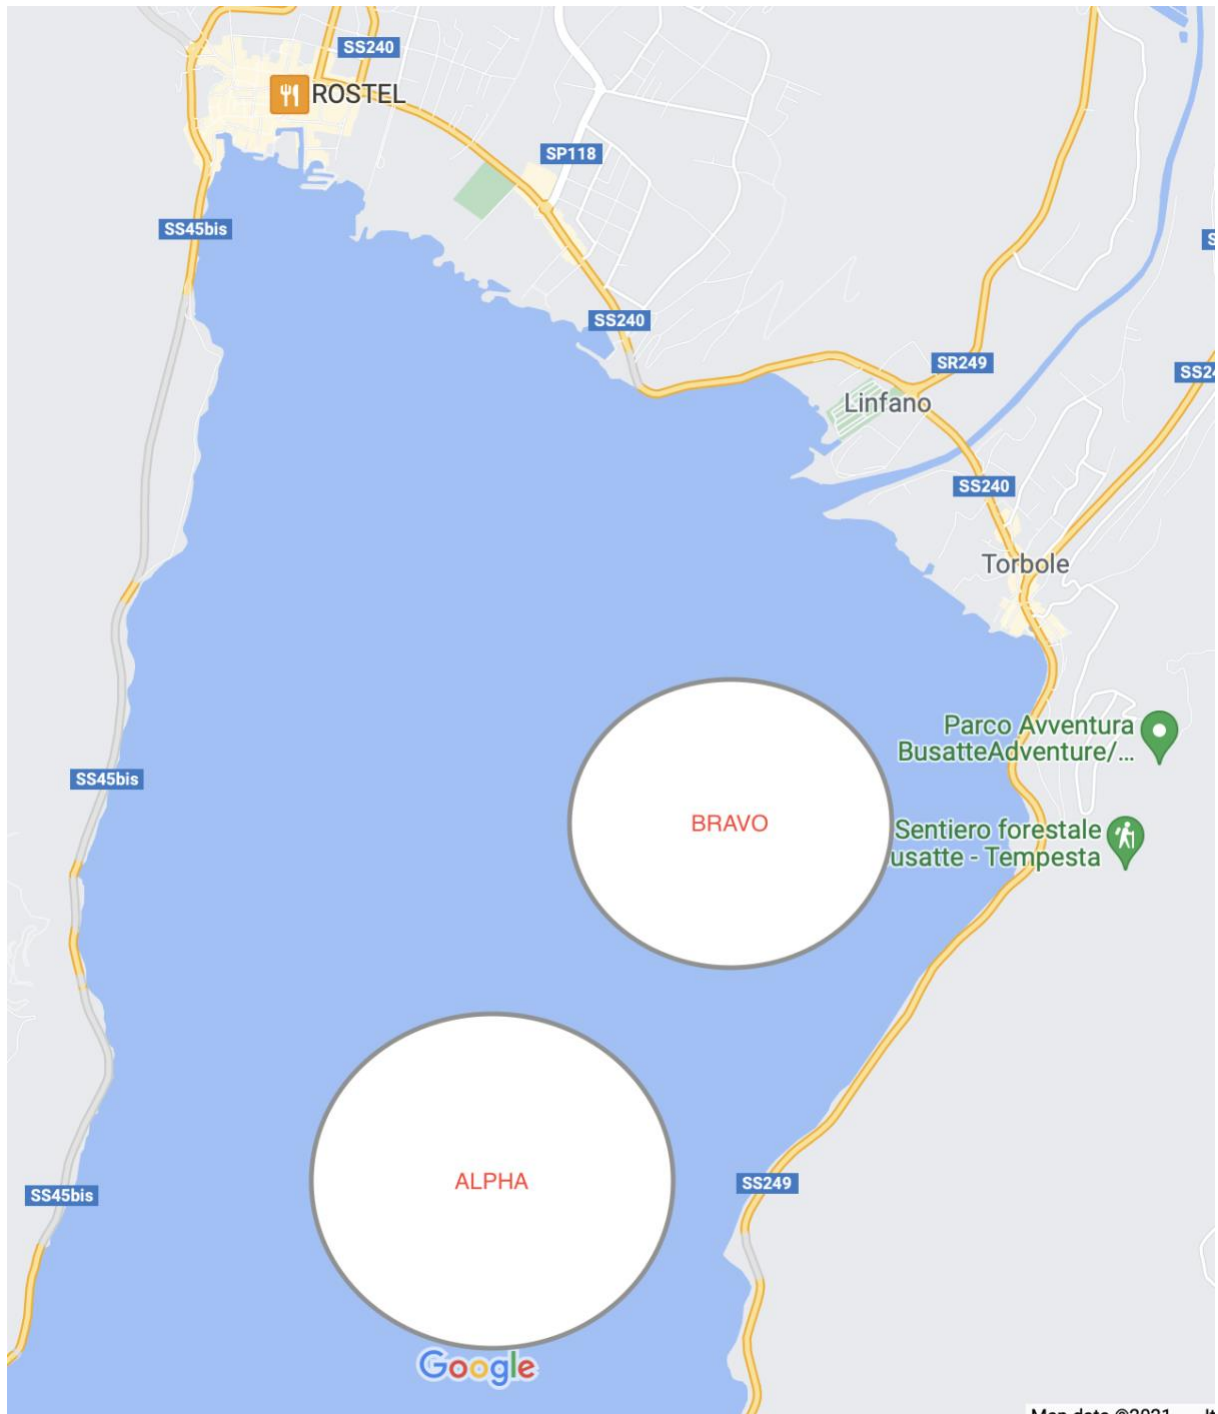 SS240
ROSTEL
SP118
SS45bis
SS240
SR249
Linfano
SS240
Torbole
Parco Avventura
BusatteAdventure/...
SS45bis
BRAVO
Sentiero forestale
usatte - Tempesta
ALPHA
SS249
SS45bis
Google